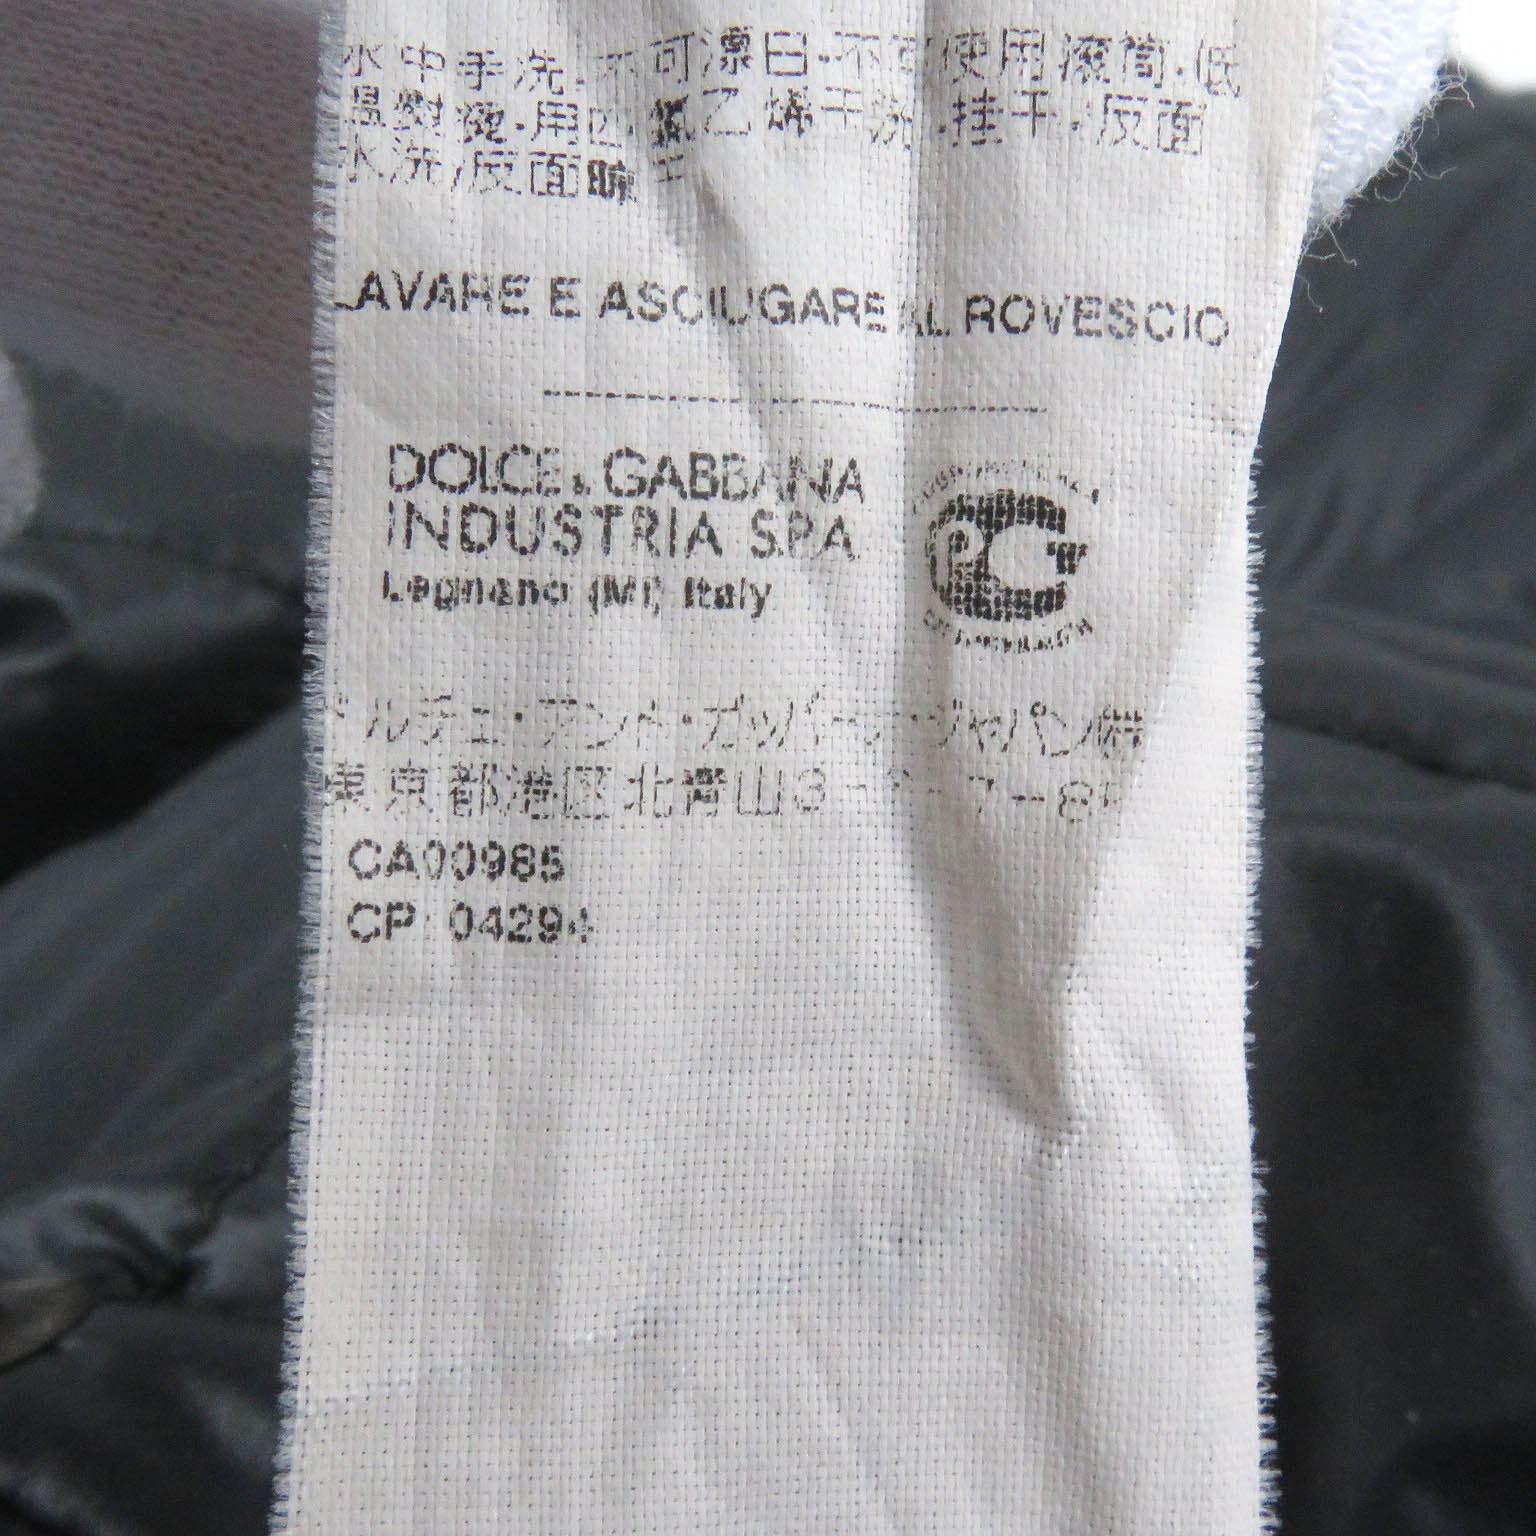 水中手洗·不可漂白·不可使用滚筒·低
温熨烫·用四氯乙烯干洗·挂干·反面
水洗/反面晾干
LAVARE E ASCIUGARE AL ROVESCIO
DOLCE & GABBANA
INDUSTRIA S.P.A.
Legnano (MI) Italy
ドルチェ・アンド・ガッバーナ・ジャパン㈱
東京都港区北青山3
CA00985
CP 04294